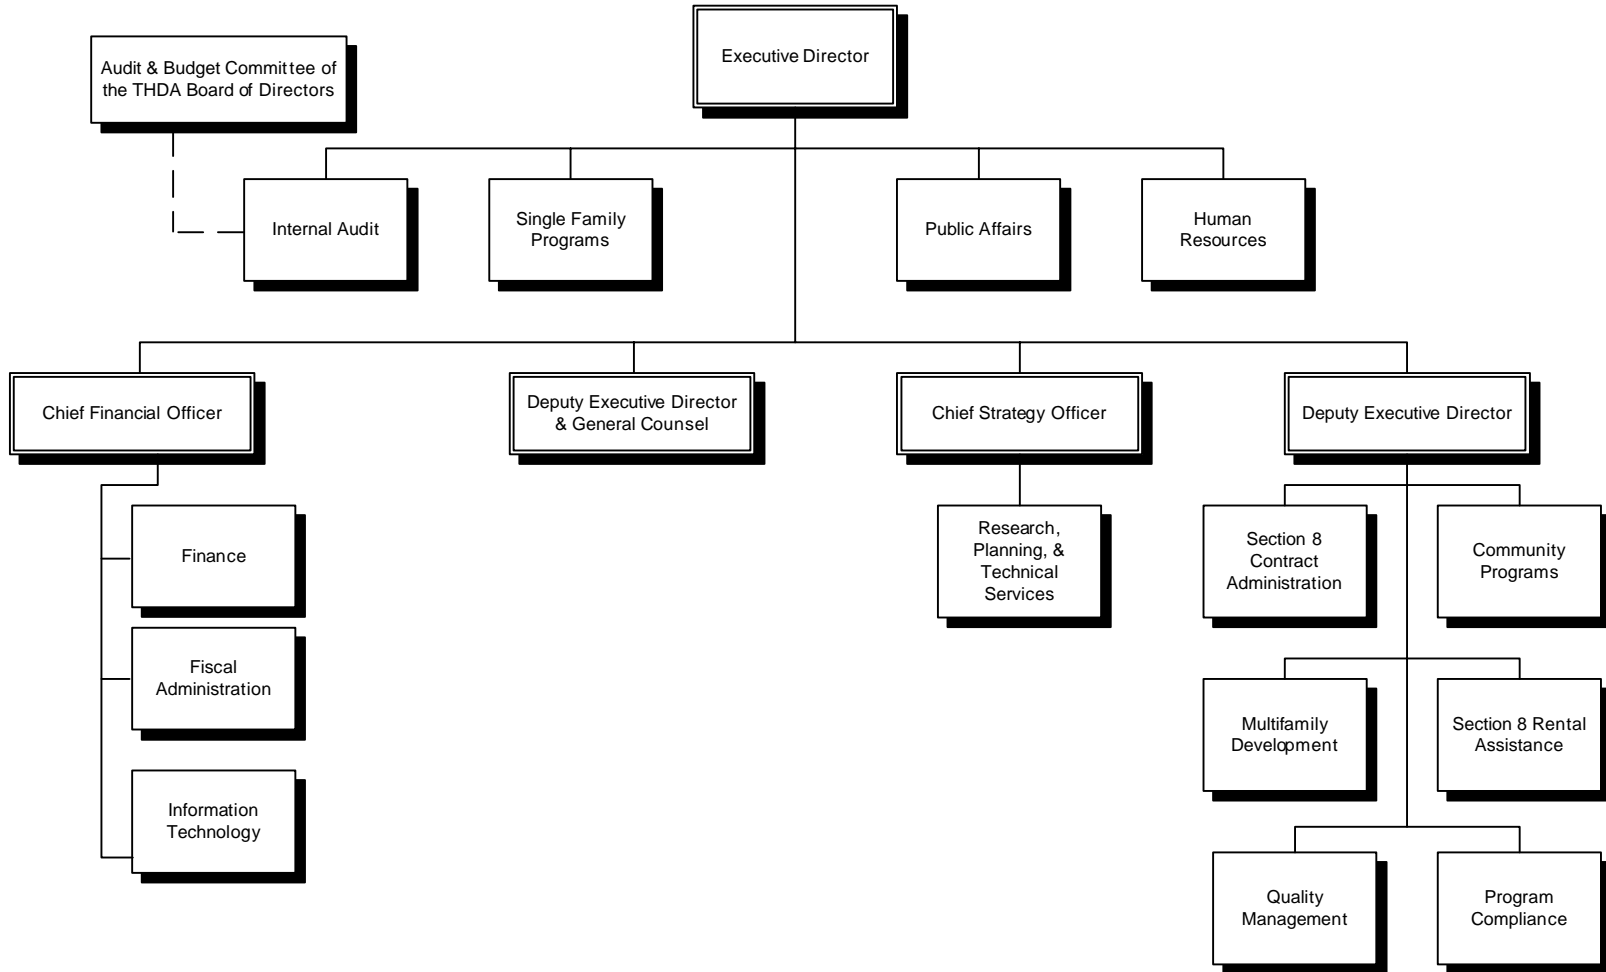 Executive Director
Audit & Budget Committee of
the THDA Board of Directors
Internal Audit
Single Family
Programs
Public Affairs
Human
Resources
Chief Financial Officer
Deputy Executive Director
& General Counsel
Chief Strategy Officer
Deputy Executive Director
Finance
Fiscal
Administration
Information
Technology
Research,
Planning, &
Technical
Services
Section 8
Contract
Administration
Community
Programs
Multifamily
Development
Section 8 Rental
Assistance
Quality
Management
Program
Compliance